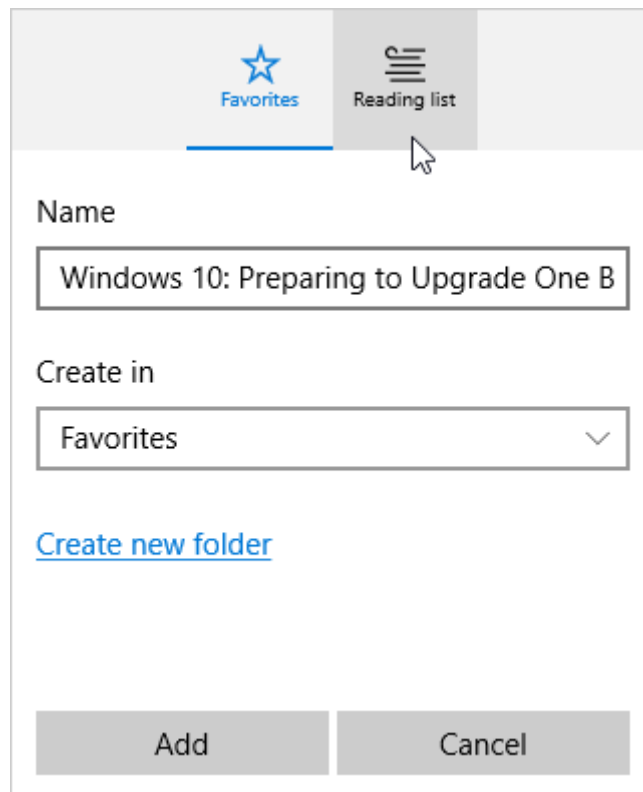 Favorites
Reading list
Name
Windows 10: Preparing to Upgrade One B
Create in
Favorites
Create new folder
Add
Cancel